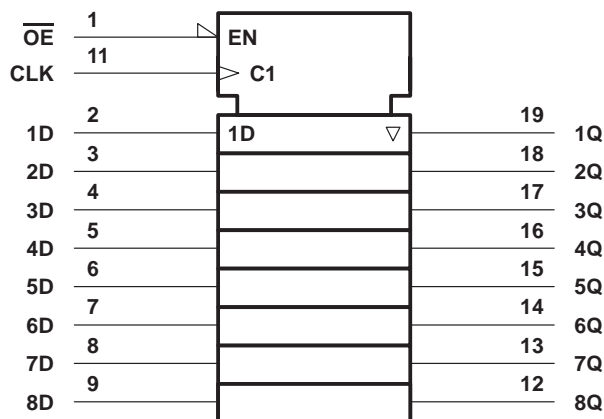 1
O̅E̅ EN
11
CLK C1
2 19
1D 1D ▽ 1Q
3 18
2D 2Q
4 17
3D 3Q
5 16
4D 4Q
6 15
5D 5Q
7 14
6D 6Q
8 13
7D 7Q
9 12
8D 8Q